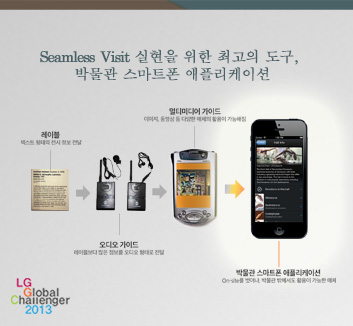 Seamless Visit 실현을 위한 최고의 도구,
박물관 스마트폰 애플리케이션
멀티미디어 가이드
이미지, 동영상 등 다양한 매체의 활용이 가능해짐
레이블
텍스트 형태의 전시 정보 전달
오디오 가이드
레이블보다 많은 정보를 오디오 형태로 전달
박물관 스마트폰 애플리케이션
On-site를 벗어나, 박물관 밖에서도 활용이 가능한 매체
LG
Global
Challenger
2013